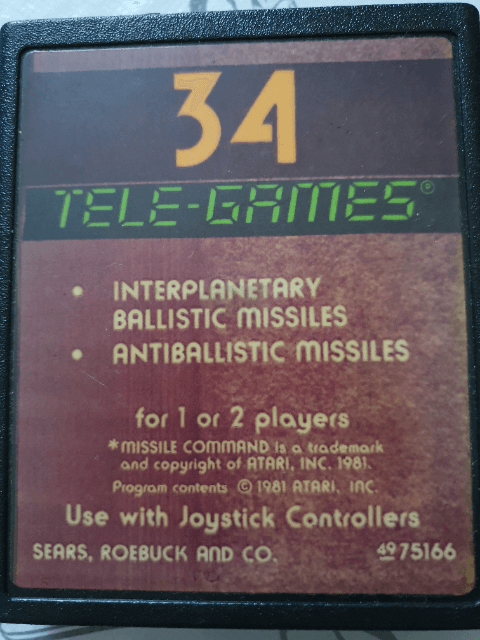 34
TELE-GAMES®
• INTERPLANETARY
BALLISTIC MISSILES
• ANTIBALLISTIC MISSILES
for 1 or 2 players
*MISSILE COMMAND is a trademark
and copyright of ATARI, INC. 1981.
Program contents © 1981 ATARI, INC.
Use with Joystick Controllers
SEARS, ROEBUCK AND CO. 49 75166